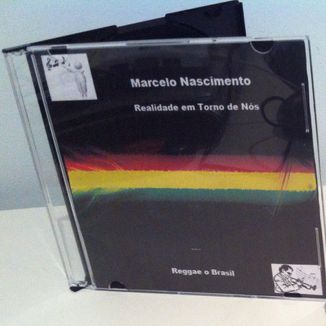 Marcelo Nascimento
Realidade em Torno de Nós
Reggae o Brasil